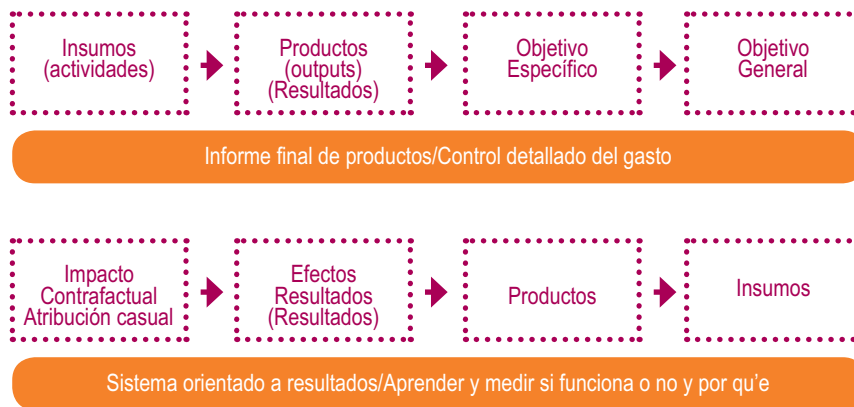 Insumos
(actividades)
Productos
(outputs)
(Resultados)
Objetivo
Específico
Objetivo
General
Informe final de productos/Control detallado del gasto
Impacto
Contrafactual
Atribución casual
Efectos
Resultados
(Resultados)
Productos
Insumos
Sistema orientado a resultados/Aprender y medir si funciona o no y por qu’e